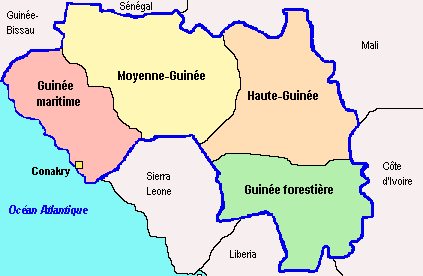 Sénégal
Guinée-
Bissau
Mali
Moyenne-Guinée
Guinée
maritime
Haute-Guinée
Conakry
Sierra
Leone
Côte
d'Ivoire
Guinée forestière
Océan Atlantique
Liberia